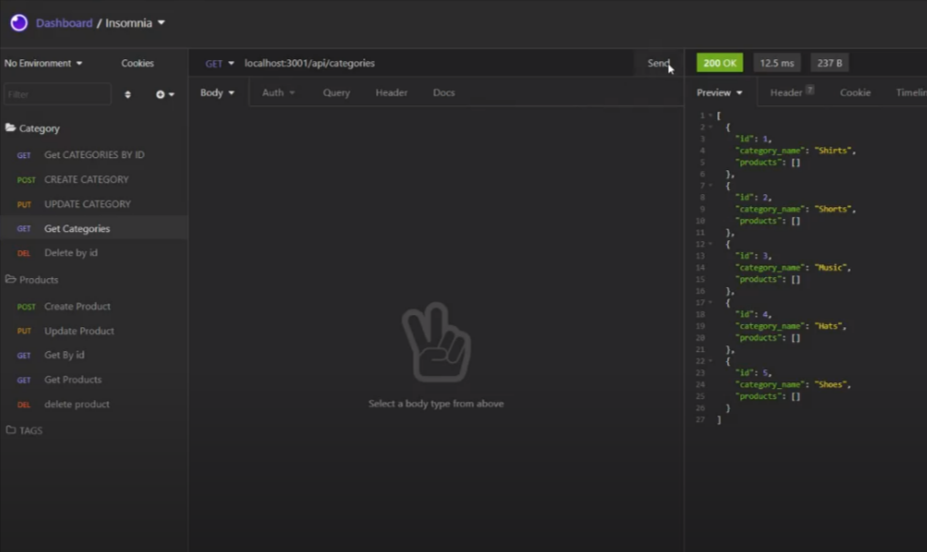 Dashboard / Insomnia
No Environment
Cookies
Filter
Category
GET Get CATEGORIES BY ID
POST CREATE CATEGORY
PUT UPDATE CATEGORY
GET Get Categories
DEL Delete by id
Products
POST Create Product
PUT Update Product
GET Get By id
GET Get Products
DEL delete product
TAGS
GET localhost:3001/api/categories Send
Body Auth Query Header Docs
Select a body type from above
200 OK 12.5 ms 237 B
Preview Header 7 Cookie Timelin
1 [
2 {
3 "id": 1,
4 "category_name": "Shirts",
5 "products": []
6 },
7 {
8 "id": 2,
9 "category_name": "Shorts",
10 "products": []
11 },
12 {
13 "id": 3,
14 "category_name": "Music",
15 "products": []
16 },
17 {
18 "id": 4,
19 "category_name": "Hats",
20 "products": []
21 },
22 {
23 "id": 5,
24 "category_name": "Shoes",
25 "products": []
26 }
27 ]